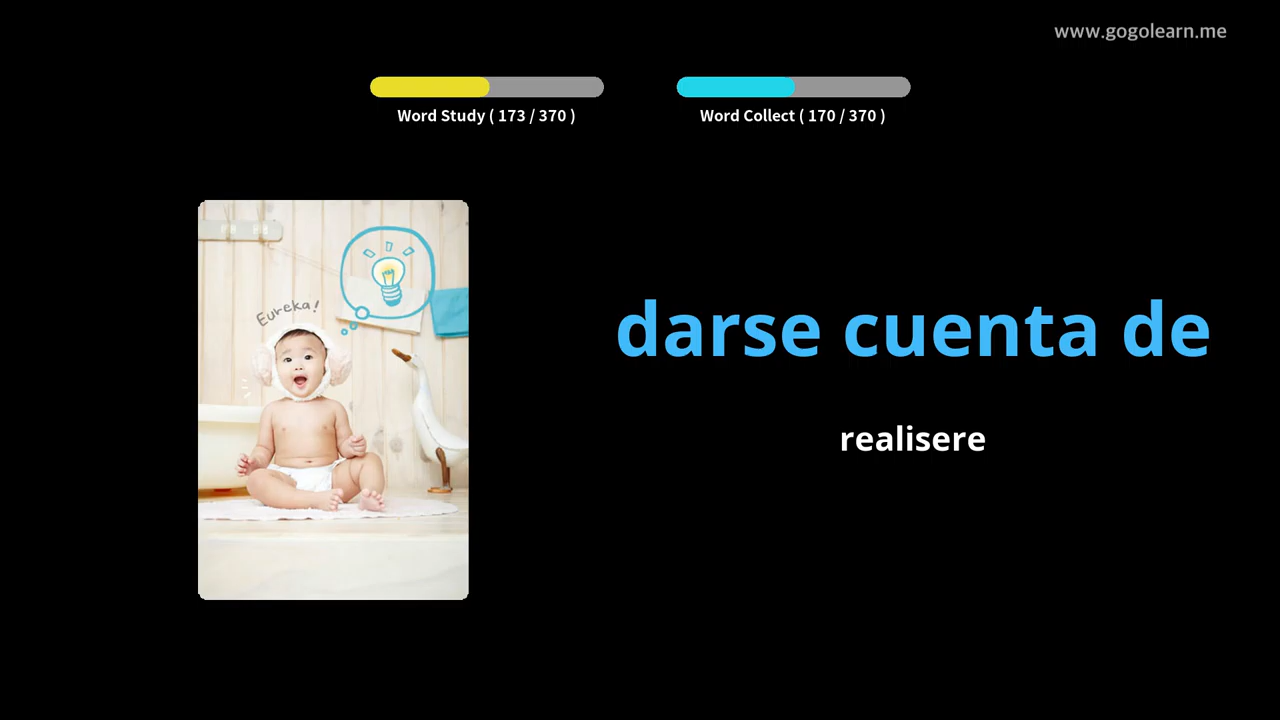 www.gogolearn.me
Word Study ( 173 / 370 )
Word Collect ( 170 / 370 )
Eureka!
darse cuenta de
realisere